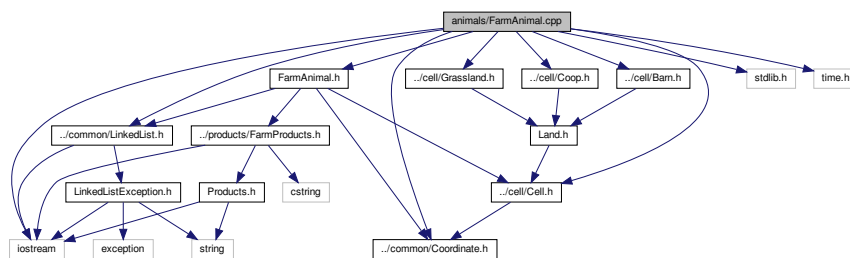 animals/FarmAnimal.cpp
FarmAnimal.h
../cell/Grassland.h
../cell/Coop.h
../cell/Barn.h
stdlib.h
time.h
../common/LinkedList.h
../products/FarmProducts.h
Land.h
LinkedListException.h
Products.h
cstring
../cell/Cell.h
iostream
exception
string
../common/Coordinate.h